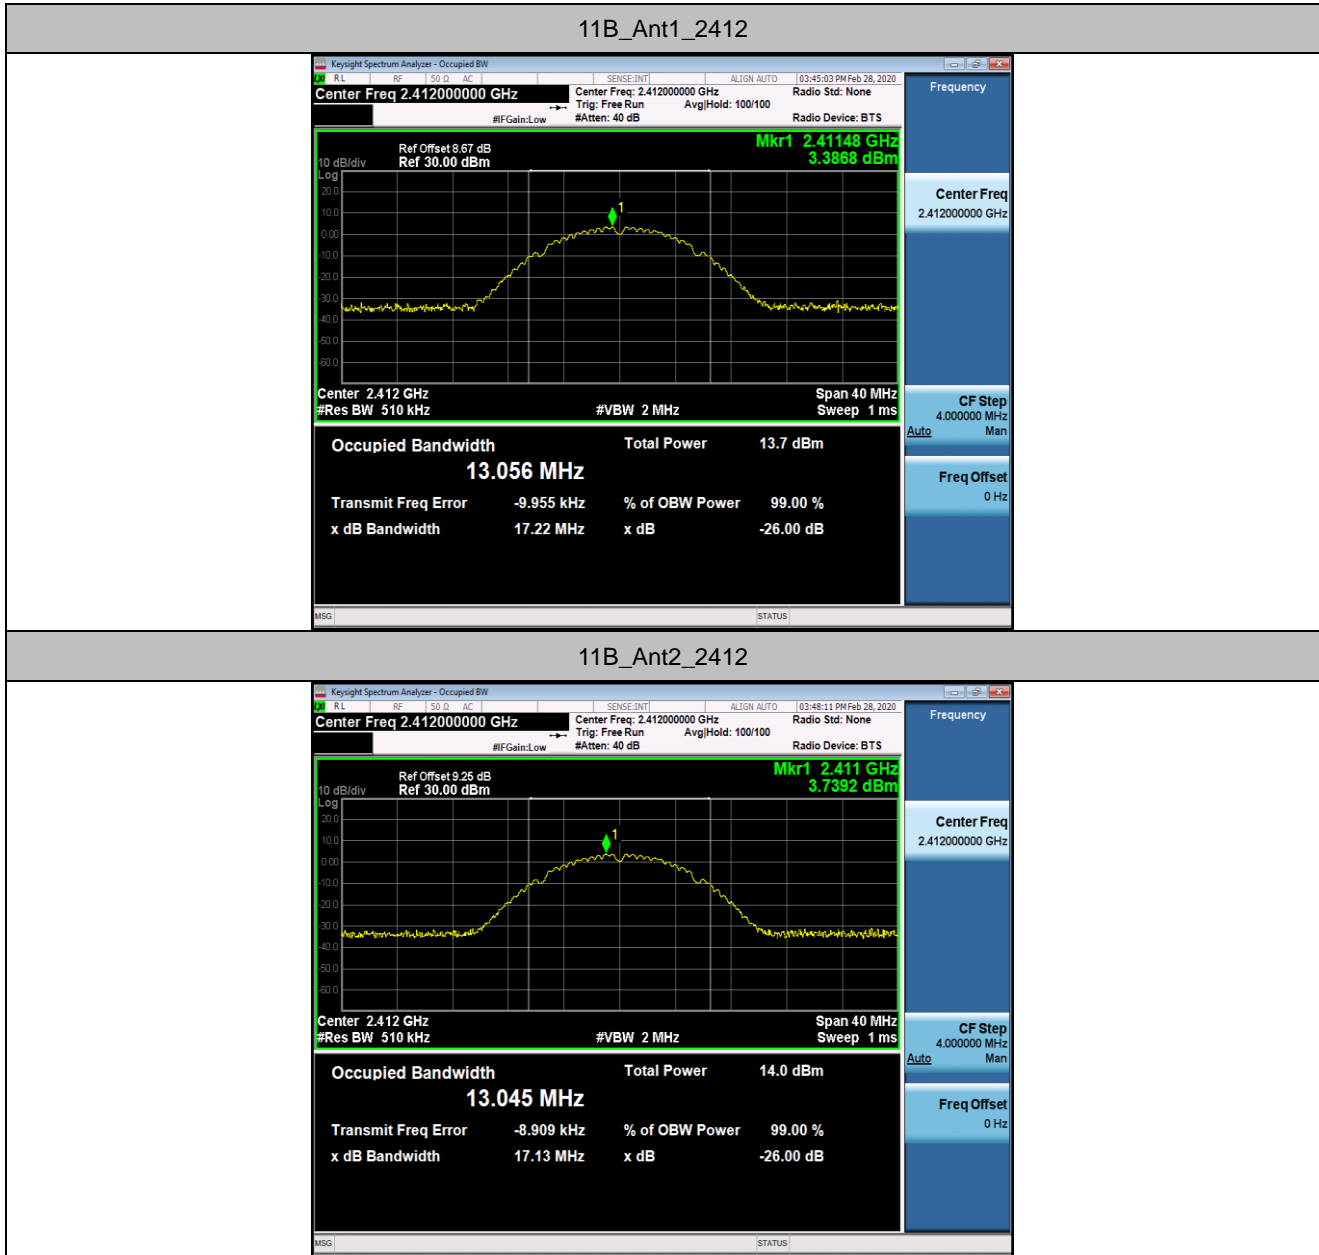 11B_Ant1_2412
Keysight Spectrum Analyzer - Occupied BW
RL RF 50 Ω AC SENSE:INT ALIGN AUTO 03:45:03 PM Feb 28, 2020
Center Freq 2.412000000 GHz Center Freq: 2.412000000 GHz Radio Std: None Frequency
Trig: Free Run Avg|Hold: 100/100
#IFGain:Low #Atten: 40 dB Radio Device: BTS
Ref Offset 8.67 dB Mkr1 2.41148 GHz
10 dB/div Ref 30.00 dBm 3.3868 dBm
Log
20.0
10.0
0.00
-10.0
-20.0
-30.0
-40.0
-50.0
-60.0
1
Center Freq
2.412000000 GHz
Center 2.412 GHz Span 40 MHz
#Res BW 510 kHz #VBW 2 MHz Sweep 1 ms
CF Step
4.000000 MHz
Auto Man
Occupied Bandwidth Total Power 13.7 dBm
13.056 MHz
Freq Offset
0 Hz
Transmit Freq Error -9.955 kHz % of OBW Power 99.00 %
x dB Bandwidth 17.22 MHz x dB -26.00 dB
MSG STATUS
11B_Ant2_2412
Keysight Spectrum Analyzer - Occupied BW
RL RF 50 Ω AC SENSE:INT ALIGN AUTO 03:48:11 PM Feb 28, 2020
Center Freq 2.412000000 GHz Center Freq: 2.412000000 GHz Radio Std: None Frequency
Trig: Free Run Avg|Hold: 100/100
#IFGain:Low #Atten: 40 dB Radio Device: BTS
Ref Offset 9.25 dB Mkr1 2.411 GHz
10 dB/div Ref 30.00 dBm 3.7392 dBm
Log
20.0
10.0
0.00
-10.0
-20.0
-30.0
-40.0
-50.0
-60.0
1
Center Freq
2.412000000 GHz
Center 2.412 GHz Span 40 MHz
#Res BW 510 kHz #VBW 2 MHz Sweep 1 ms
CF Step
4.000000 MHz
Auto Man
Occupied Bandwidth Total Power 14.0 dBm
13.045 MHz
Freq Offset
0 Hz
Transmit Freq Error -8.909 kHz % of OBW Power 99.00 %
x dB Bandwidth 17.13 MHz x dB -26.00 dB
MSG STATUS